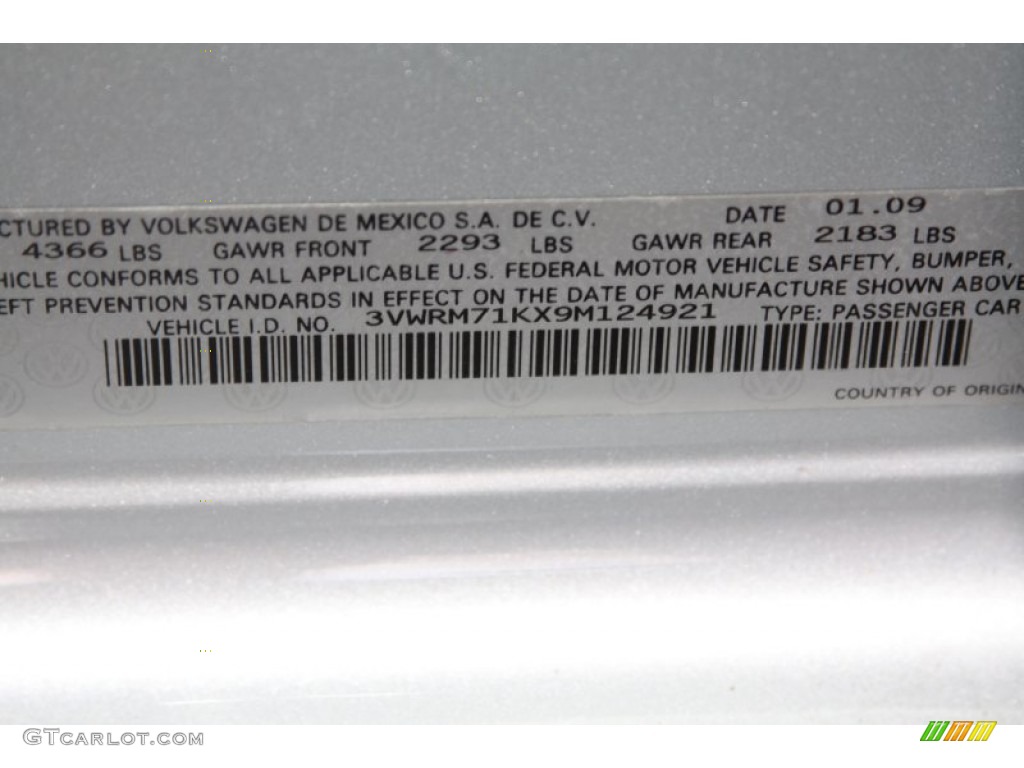 CTURED BY VOLKSWAGEN DE MEXICO S.A. DE C.V. DATE 01.09
4366 LBS GAWR FRONT 2293 LBS GAWR REAR 2183 LBS
HICLE CONFORMS TO ALL APPLICABLE U.S. FEDERAL MOTOR VEHICLE SAFETY, BUMPER,
EFT PREVENTION STANDARDS IN EFFECT ON THE DATE OF MANUFACTURE SHOWN ABOVE
VEHICLE I.D. NO. 3VWRM71KX9M124921 TYPE: PASSENGER CAR
COUNTRY OF ORIGIN
GTCARLOT.COM